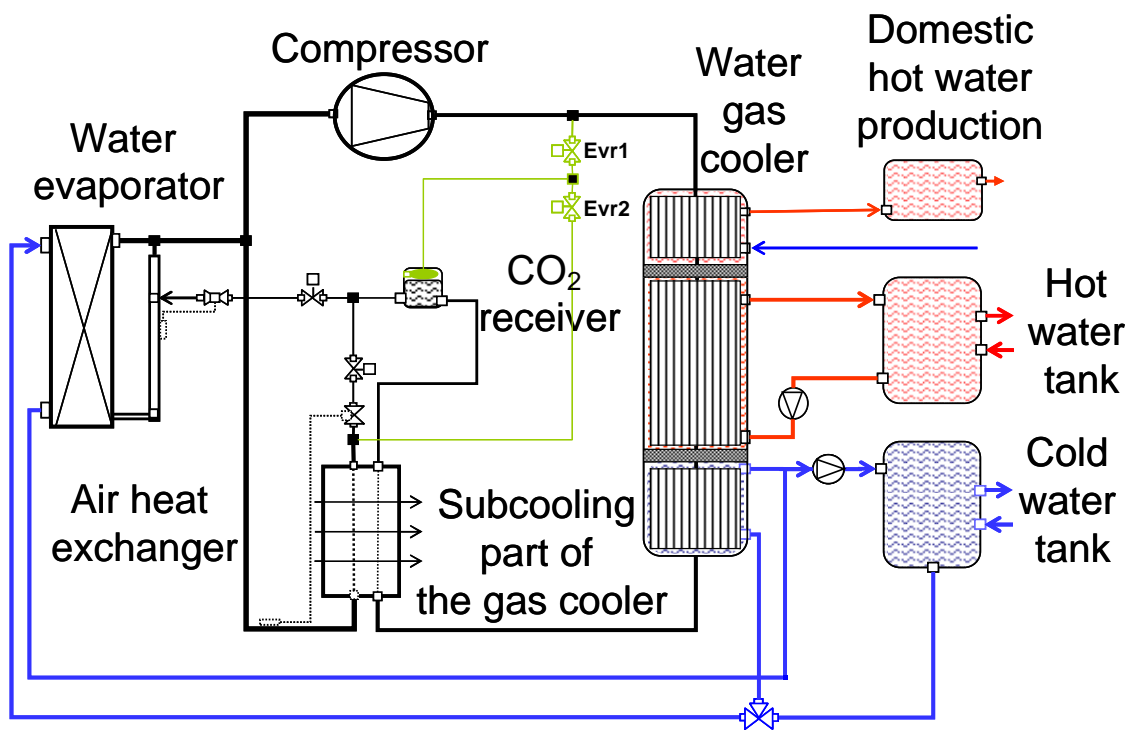 Compressor
Water
evaporator
Evr1
Evr2
CO₂
receiver
Water
gas
cooler
Domestic
hot water
production
Hot
water
tank
Cold
water
tank
Air heat
exchanger
Subcooling
part of
the gas cooler